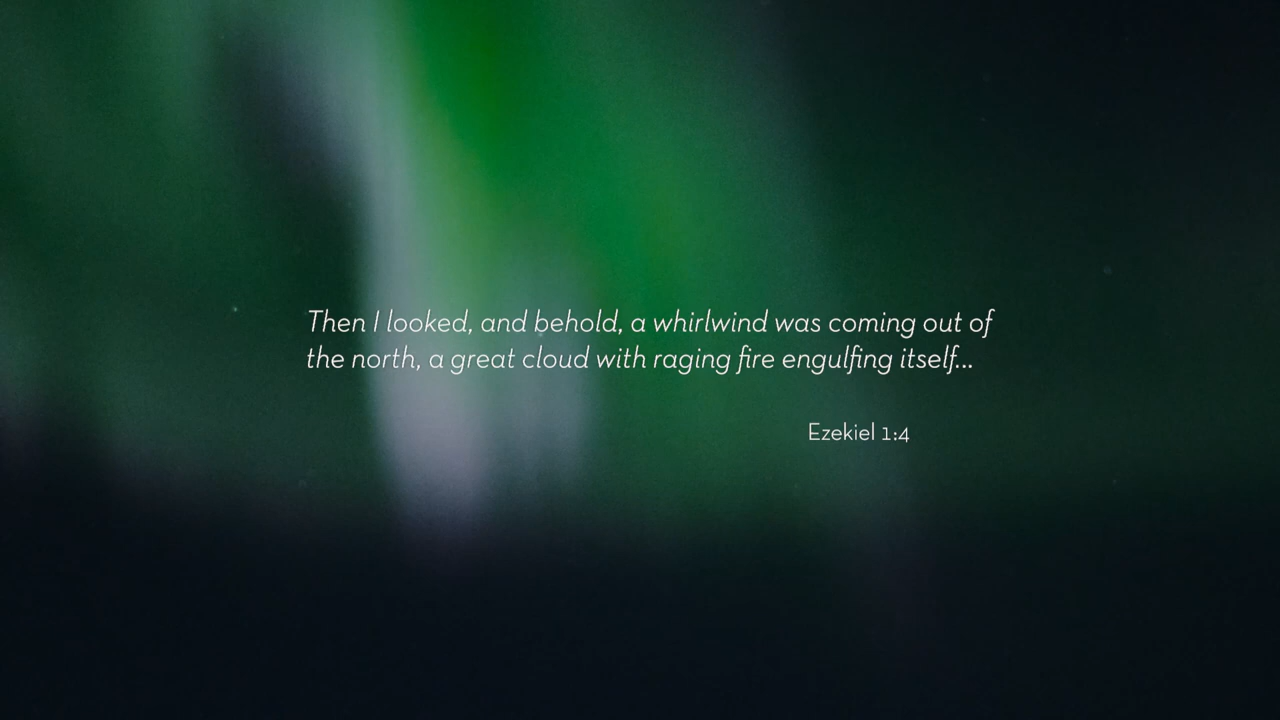 Then I looked, and behold, a whirlwind was coming out of
the north, a great cloud with raging fire engulfing itself...
Ezekiel 1:4